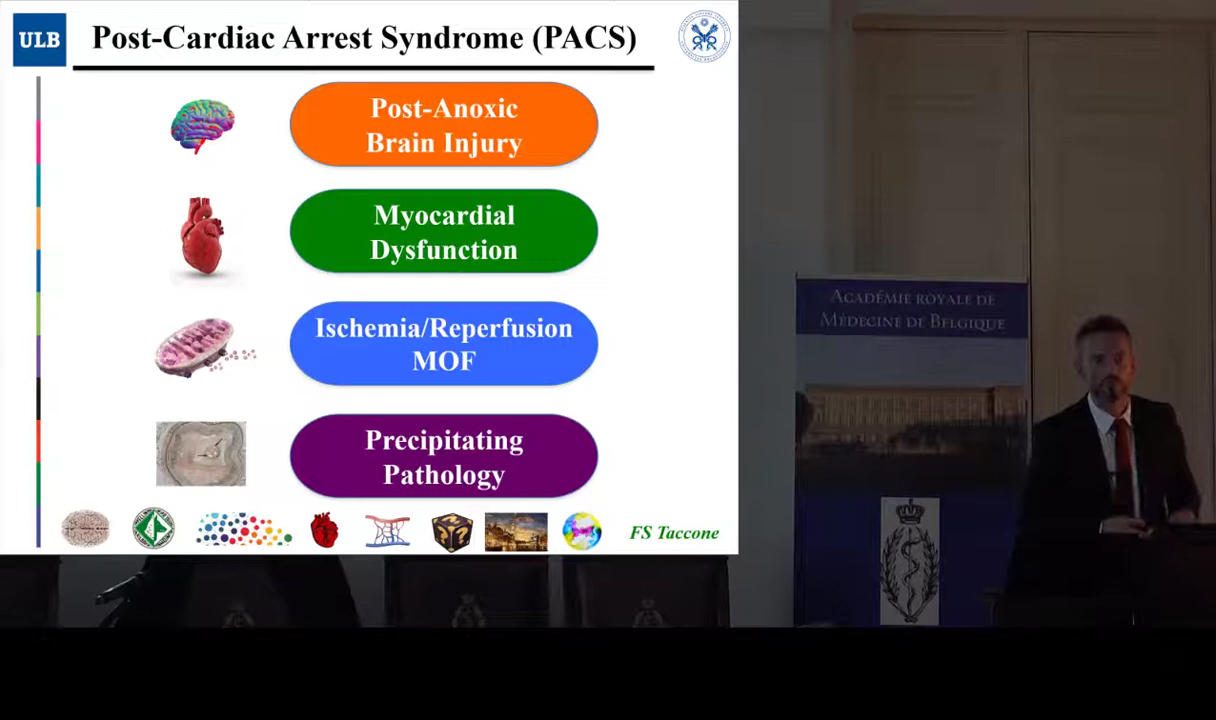 ULB
Post-Cardiac Arrest Syndrome (PACS)
Post-Anoxic
Brain Injury
Myocardial
Dysfunction
Ischemia/Reperfusion
MOF
Precipitating
Pathology
FS Taccone
Académie royale de
Médecine de Belgique